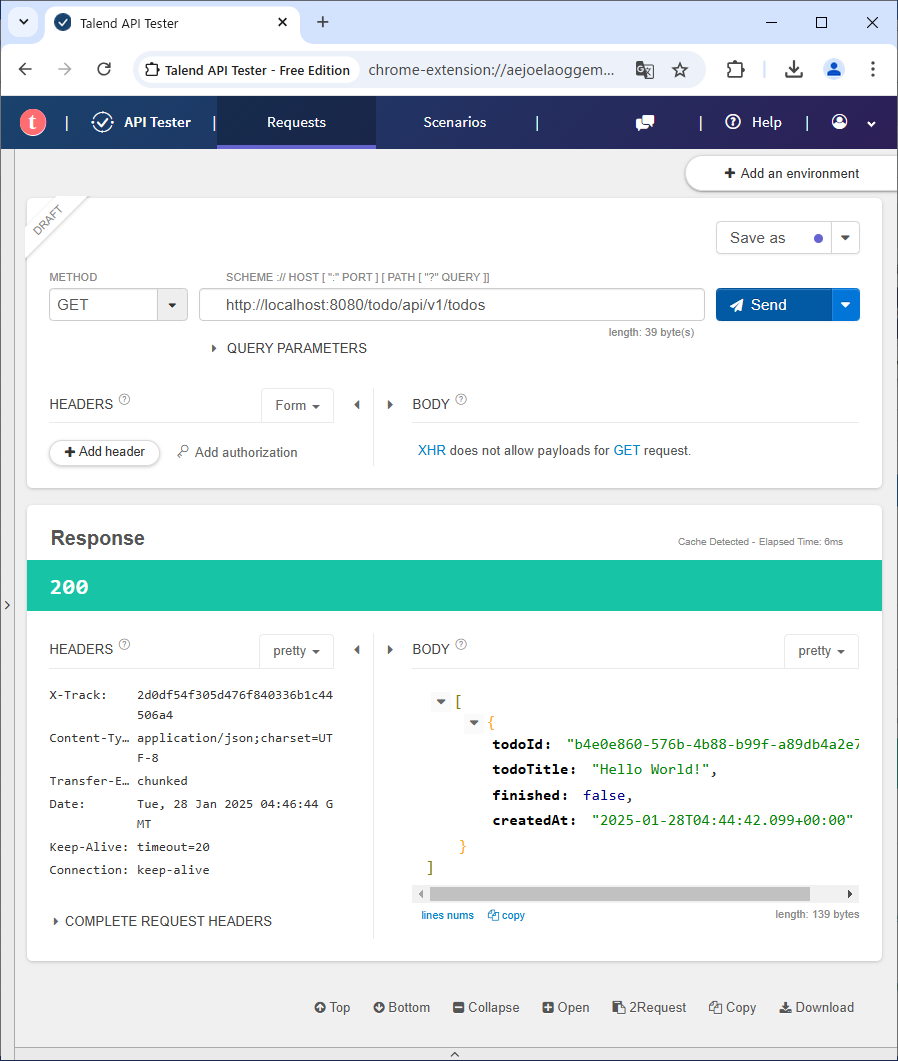 Talend API Tester
Talend API Tester - Free Edition
chrome-extension://aejoelaoggem...
t
API Tester
Requests
Scenarios
Help
Add an environment
DRAFT
Save as
METHOD
SCHEME :// HOST [ ":" PORT ] [ PATH [ "?" QUERY ]]
GET
http://localhost:8080/todo/api/v1/todos
Send
length: 39 byte(s)
QUERY PARAMETERS
HEADERS ?
Form
BODY ?
Add header
Add authorization
XHR does not allow payloads for GET request.
Response
Cache Detected - Elapsed Time: 6ms
200
HEADERS ?
pretty
BODY ?
pretty
X-Track: 2d0df54f305d476f840336b1c44
506a4
Content-Ty… application/json;charset=UT
F-8
Transfer-E… chunked
Date: Tue, 28 Jan 2025 04:46:44 G
MT
Keep-Alive: timeout=20
Connection: keep-alive
COMPLETE REQUEST HEADERS
[
{
todoId: "b4e0e860-576b-4b88-b99f-a89db4a2e7
todoTitle: "Hello World!",
finished: false,
createdAt: "2025-01-28T04:44:42.099+00:00"
}
]
lines nums
copy
length: 139 bytes
Top
Bottom
Collapse
Open
2Request
Copy
Download